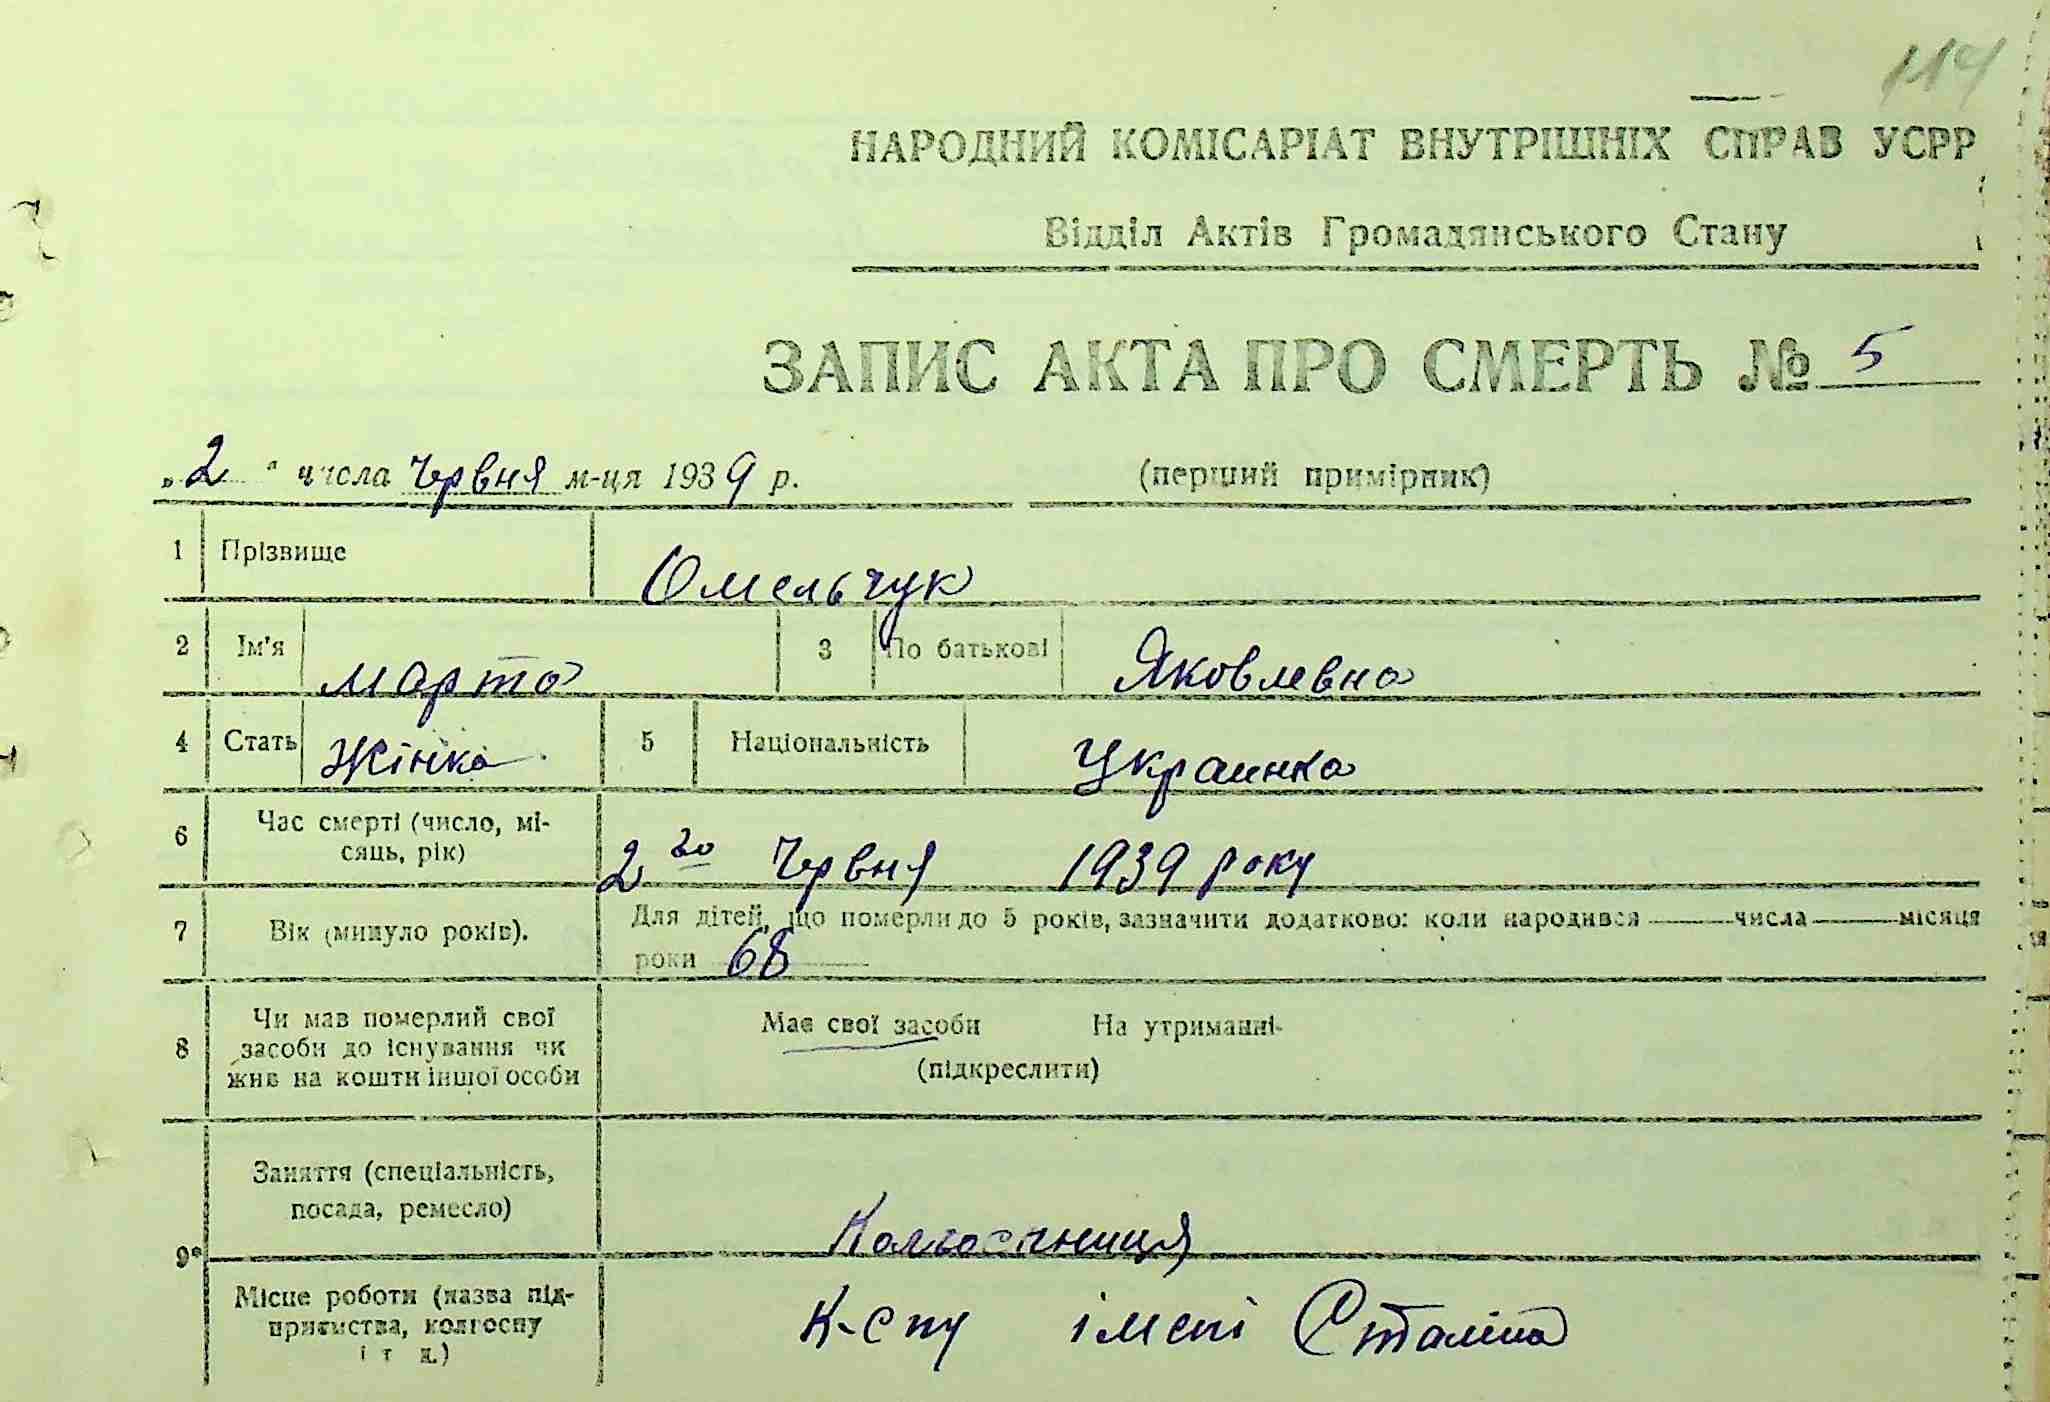 114
НАРОДНИЙ КОМІСАРІАТ ВНУТРІШНІХ СПРАВ УСРР
Відділ Актів Громадянського Стану
ЗАПИС АКТА ПРО СМЕРТЬ № 5
„2“ числа червня м-ця 1939 р. (перший примірник)
1 Прізвище Омельчук
2 Ім'я Марта 3 По батькові Яковлевна
4 Стать Жінка 5 Національність Украинка
6 Час смерті (число, мі-
сяць, рік) 2го Червня 1939 року
7 Вік (минуло років). Для дітей, що померли до 5 років, зазначити додатково: коли народився —— числа —— місяця
роки 68
8 Чи мав померлий свої
засоби до існування чи
жив на кошти іншої особи
Має свої засоби На утриманні
(підкреслити)
9* Заняття (спеціальність,
посада, ремесло) Колгоспниця
Місце роботи (назва під-
приємства, колгоспу
і т д.)
К-спу імені Сталіна